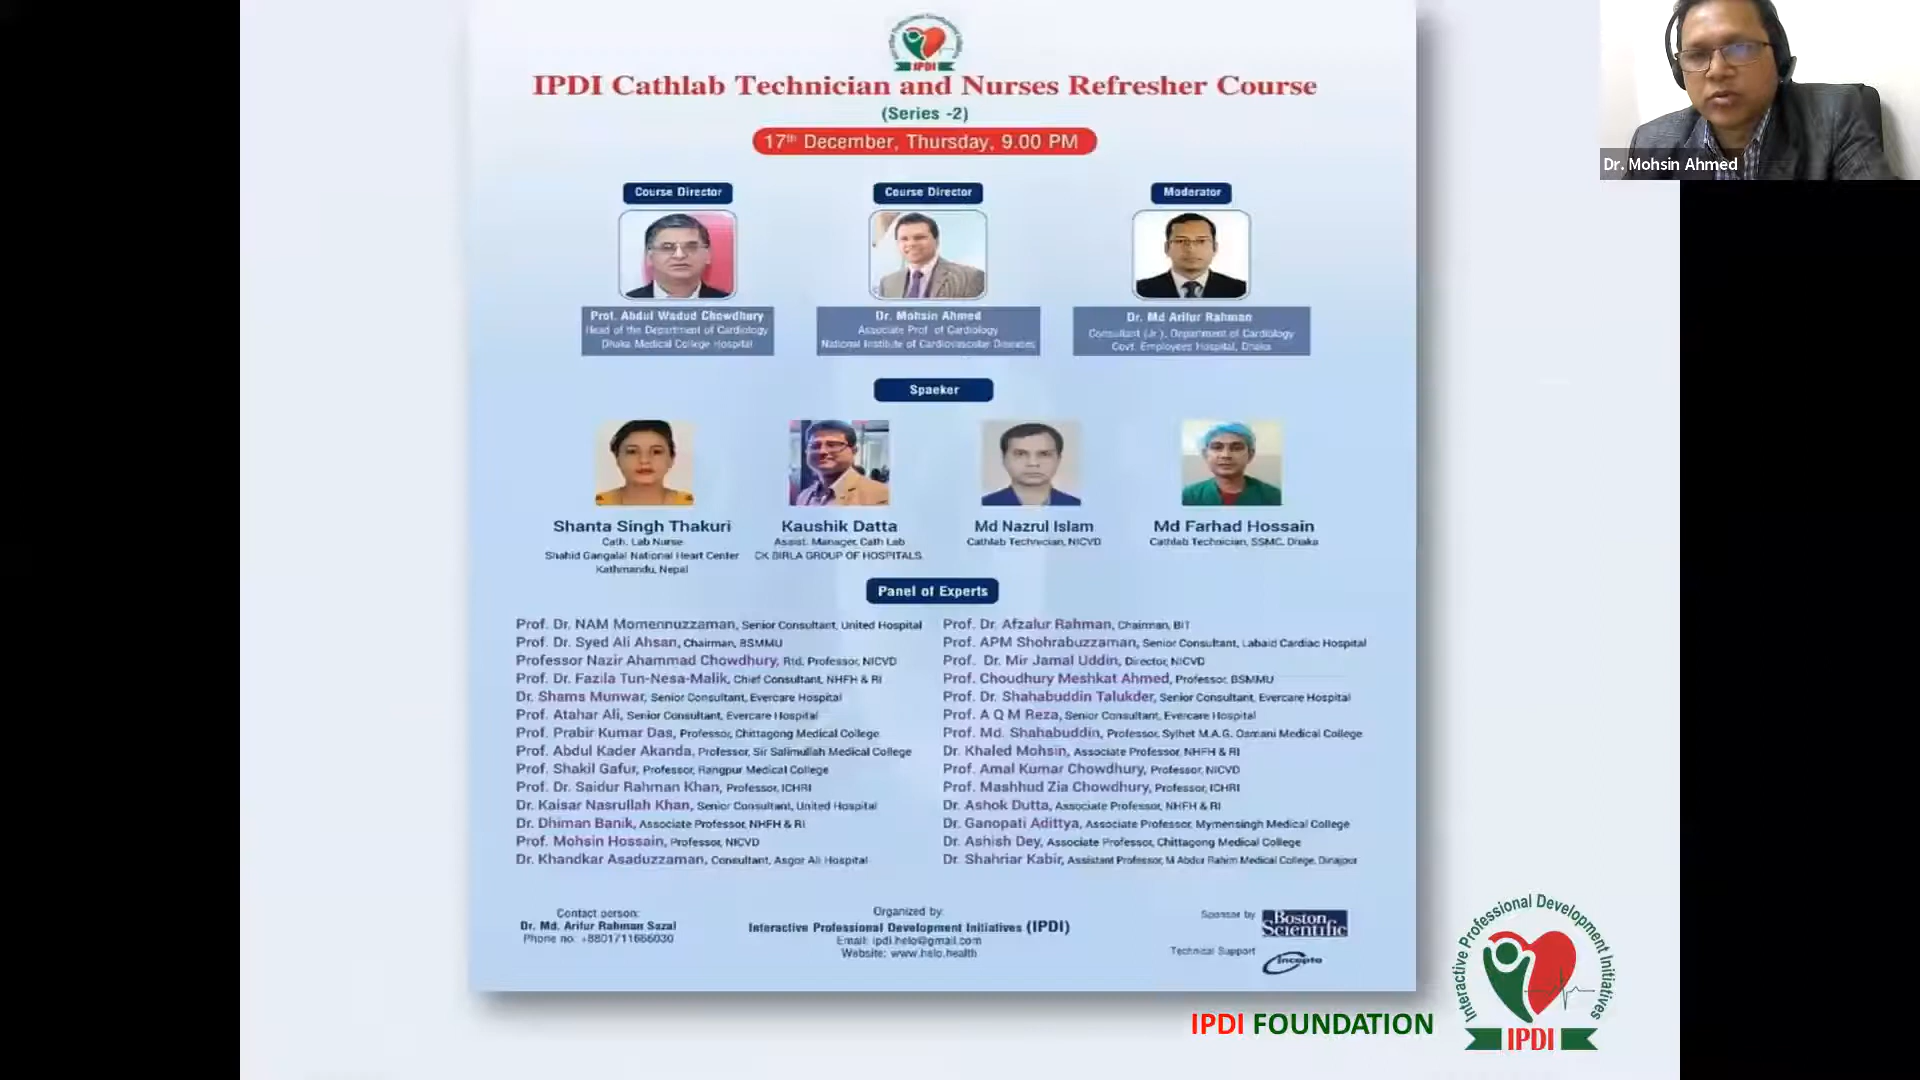 Interactive Professional Development Initiatives
IPDI
IPDI Cathlab Technician and Nurses Refresher Course
(Series -2)
17th December, Thursday, 9.00 PM
Dr. Mohsin Ahmed
Course Director
Course Director
Moderator
Prof. Abdul Wadud Chowdhury
Head of the Department of Cardiology
Dhaka Medical College Hospital
Dr. Mohsin Ahmed
Associate Prof. of Cardiology
National Institute of Cardiovascular Diseases
Dr. Md Arifur Rahman
Consultant (Jr.), Department of Cardiology
Govt. Employees Hospital, Dhaka
Spaeker
Shanta Singh Thakuri
Cath. Lab Nurse
Shahid Gangalal National Heart Center
Kathmandu, Nepal
Kaushik Datta
Assist. Manager, Cath Lab
CK BIRLA GROUP OF HOSPITALS
Md Nazrul Islam
Cathlab Technician, NICVD
Md Farhad Hossain
Cathlab Technician, SSMC, Dhaka
Panel of Experts
Prof. Dr. NAM Momennuzzaman, Senior Consultant, United Hospital
Prof. Dr. Syed Ali Ahsan, Chairman, BSMMU
Professor Nazir Ahammad Chowdhury, Rtd. Professor, NICVD
Prof. Dr. Fazila Tun-Nesa-Malik, Chief Consultant, NHFH & RI
Dr. Shams Munwar, Senior Consultant, Evercare Hospital
Prof. Atahar Ali, Senior Consultant, Evercare Hospital
Prof. Prabir Kumar Das, Professor, Chittagong Medical College
Prof. Abdul Kader Akanda, Professor, Sir Salimullah Medical College
Prof. Shakil Gafur, Professor, Rangpur Medical College
Prof. Dr. Saidur Rahman Khan, Professor, ICHRI
Dr. Kaisar Nasrullah Khan, Senior Consultant, United Hospital
Dr. Dhiman Banik, Associate Professor, NHFH & RI
Prof. Mohsin Hossain, Professor, NICVD
Dr. Khandkar Asaduzzaman, Consultant, Asgor Ali Hospital
Prof. Dr. Afzalur Rahman, Chairman, BIT
Prof. APM Shohrabuzzaman, Senior Consultant, Labaid Cardiac Hospital
Prof. Dr. Mir Jamal Uddin, Director, NICVD
Prof. Choudhury Meshkat Ahmed, Professor, BSMMU
Prof. Dr. Shahabuddin Talukder, Senior Consultant, Evercare Hospital
Prof. A Q M Reza, Senior Consultant, Evercare Hospital
Prof. Md. Shahabuddin, Professor, Sylhet M.A.G. Osmani Medical College
Dr. Khaled Mohsin, Associate Professor, NHFH & RI
Prof. Amal Kumar Chowdhury, Professor, NICVD
Prof. Mashhud Zia Chowdhury, Professor, ICHRI
Dr. Ashok Dutta, Associate Professor, NHFH & RI
Dr. Ganopati Adittya, Associate Professor, Mymensingh Medical College
Dr. Ashish Dey, Associate Professor, Chittagong Medical College
Dr. Shahriar Kabir, Assistant Professor, M Abdur Rahim Medical College, Dinajpur
Contact person:
Dr. Md. Arifur Rahman Sazal
Phone no: +8801711666030
Organized by:
Interactive Professional Development Initiatives (IPDI)
Email: ipdi.helo@gmail.com
Website: www.helo.health
Sponsor by
Boston
Scientific
Technical Support
incepta
IPDI FOUNDATION
Interactive Professional Development Initiatives
IPDI